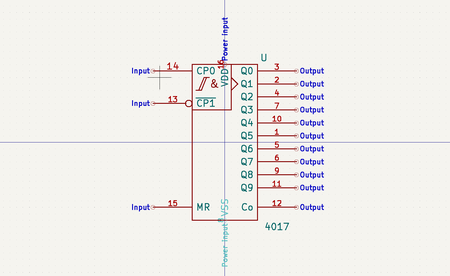 Power input
U
16
VDD
Input 14 CP0 & Q0 3 Output
Q1 2 Output
Input 13 CP1 Q2 4 Output
Q3 7 Output
Q4 10 Output
Q5 1 Output
Q6 5 Output
Q7 6 Output
Q8 9 Output
Q9 11 Output
Input 15 MR Co 12 Output
VSS
Power input
4017